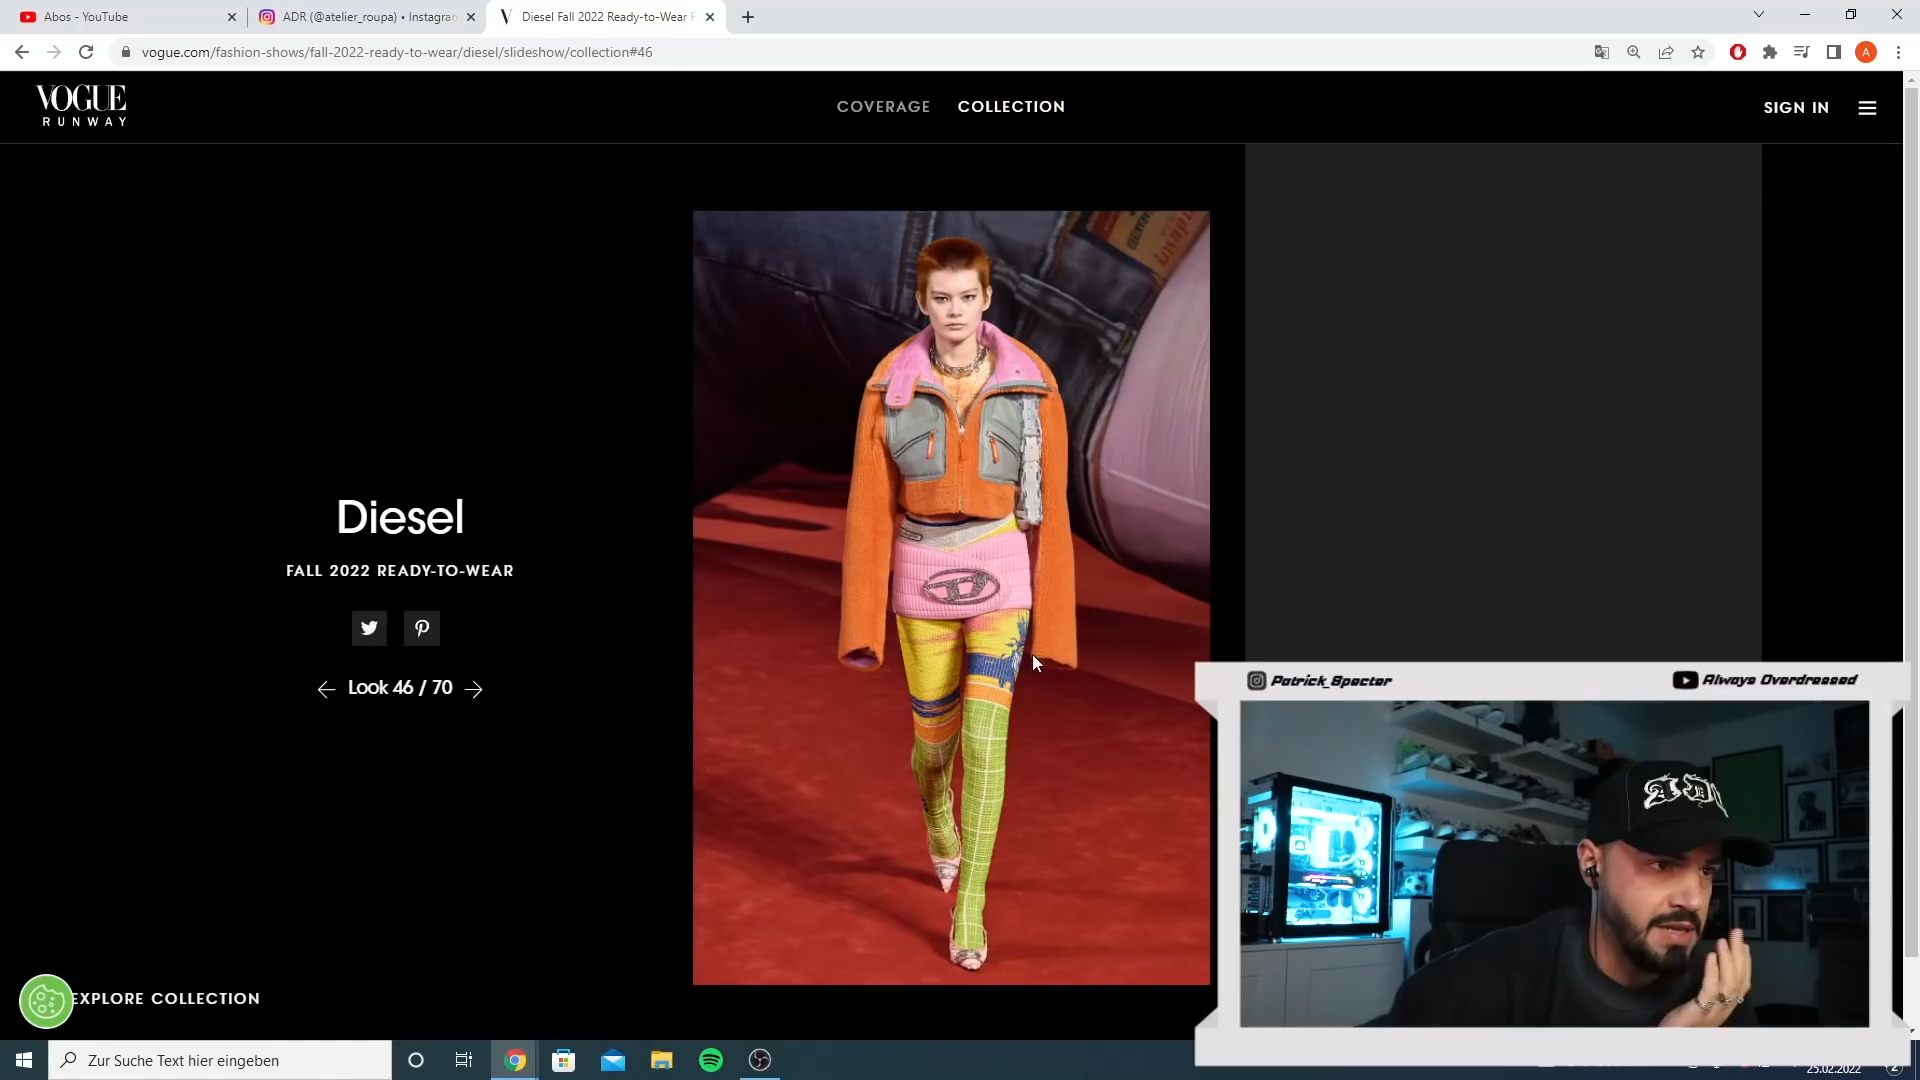 Abos - YouTube
ADR (@atelier_roupa) • Instagram
Diesel Fall 2022 Ready-to-Wear F
vogue.com/fashion-shows/fall-2022-ready-to-wear/diesel/slideshow/collection#46
A
VOGUE
RUNWAY
COVERAGE
COLLECTION
SIGN IN
Diesel
FALL 2022 READY-TO-WEAR
Look 46 / 70
D
EXPLORE COLLECTION
Patrick_Specter
Always Overdressed
Zur Suche Text hier eingeben
25.02.2022
2